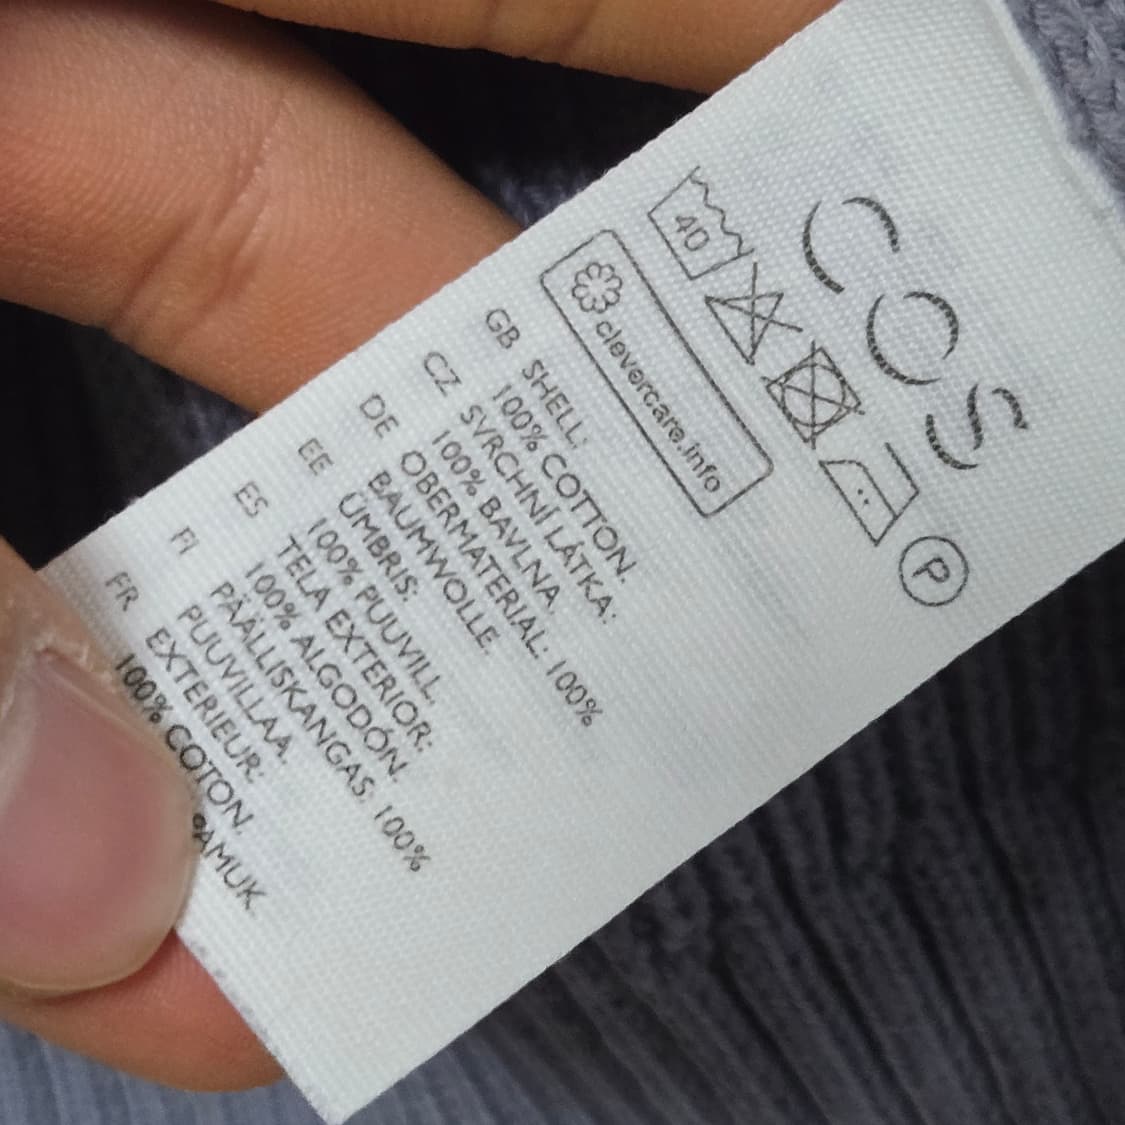 COS
40
P
clevercare.info
GB SHELL:
100% COTTON.
CZ SVRCHNÍ LÁTKA:
100% BAVLNA.
DE OBERMATERIAL: 100%
BAUMWOLLE.
EE ÜMBRIS:
100% PUUVILL.
ES TELA EXTERIOR:
100% ALGODÓN.
FI PÄÄLLISKANGAS: 100%
PUUVILLAA.
FR EXTERIEUR:
100% COTON.
PAMUK.